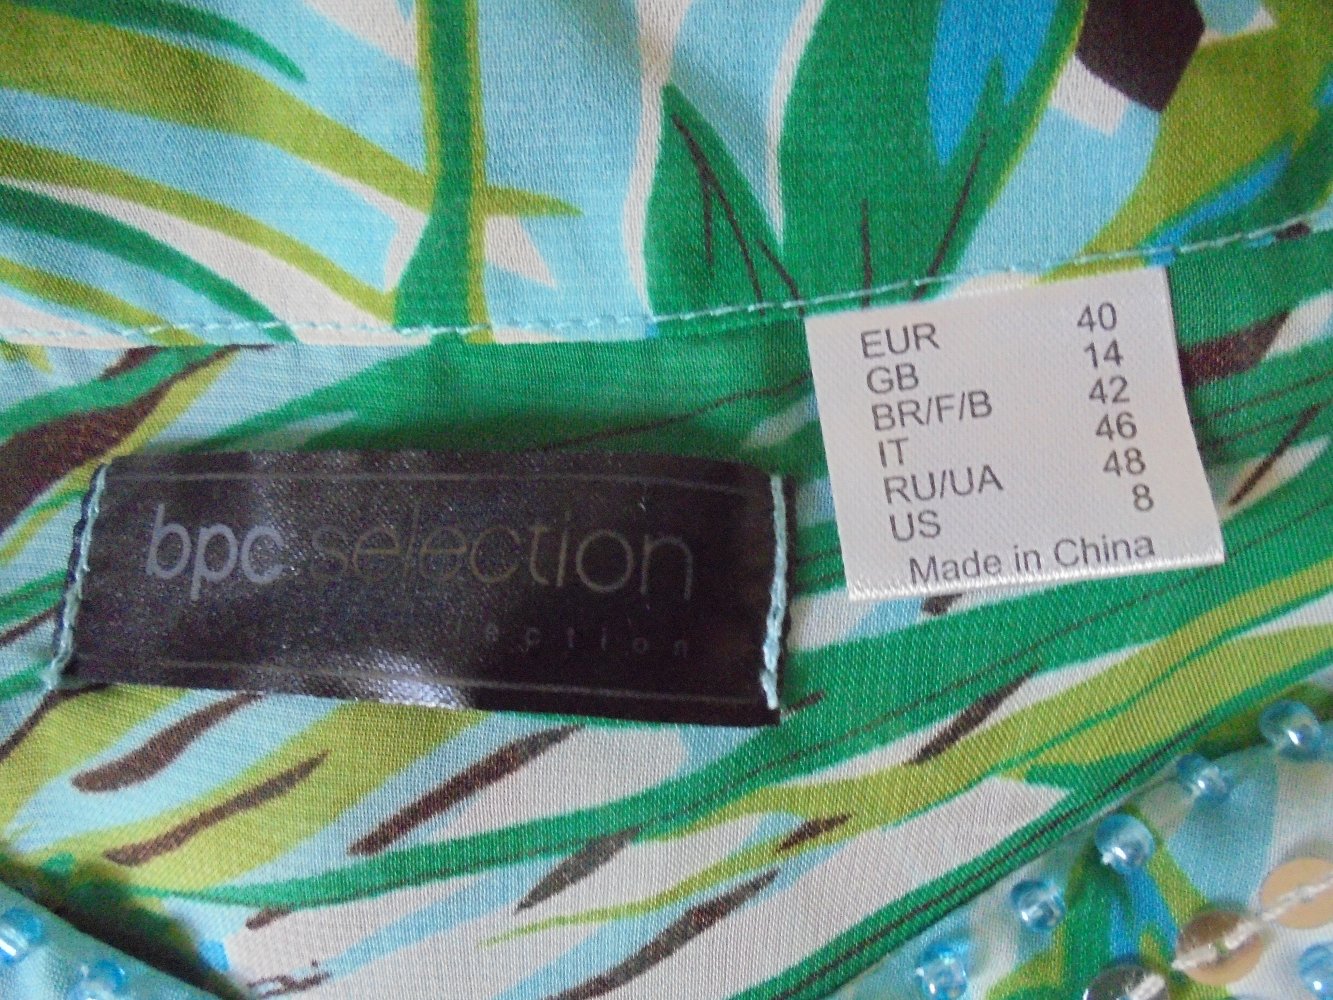 bpc selection
EUR 40
GB 14
BR/F/B 42
IT 46
RU/UA 48
US 8
Made in China